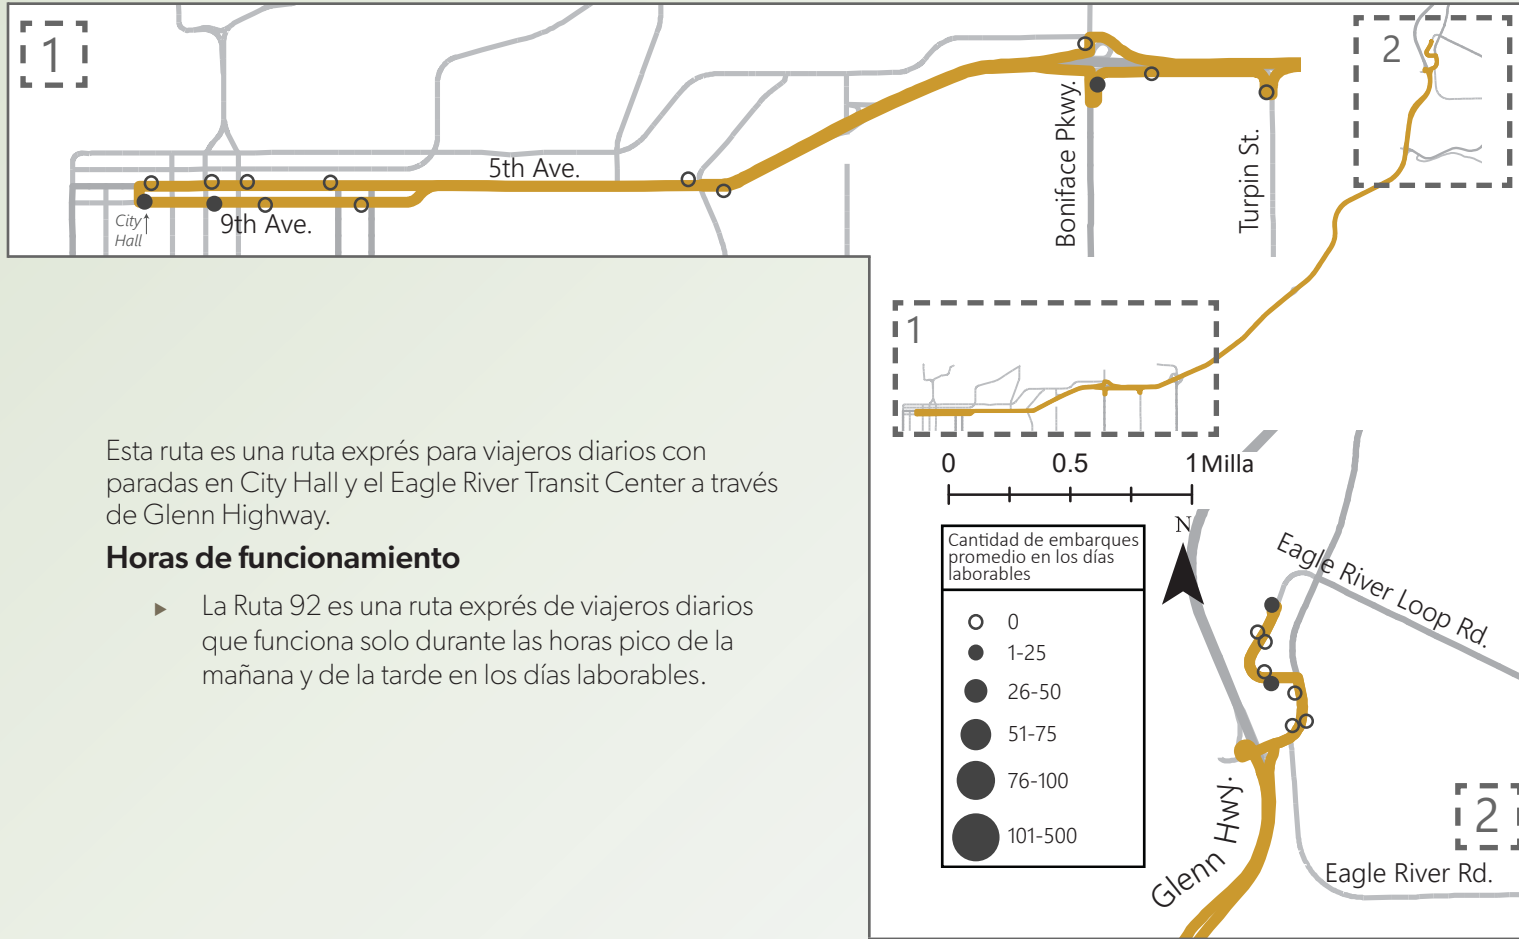 1
5th Ave.
9th Ave.
City
Hall
Boniface Pkwy.
Turpin St.
2
1
Esta ruta es una ruta exprés para viajeros diarios con
paradas en City Hall y el Eagle River Transit Center a través
de Glenn Highway.
Horas de funcionamiento
▶ La Ruta 92 es una ruta exprés de viajeros diarios
que funciona solo durante las horas pico de la
mañana y de la tarde en los días laborables.
0 0.5 1 Milla
N
Cantidad de embarques
promedio en los días
laborables
0
1-25
26-50
51-75
76-100
101-500
Eagle River Loop Rd.
Glenn Hwy.
2
Eagle River Rd.